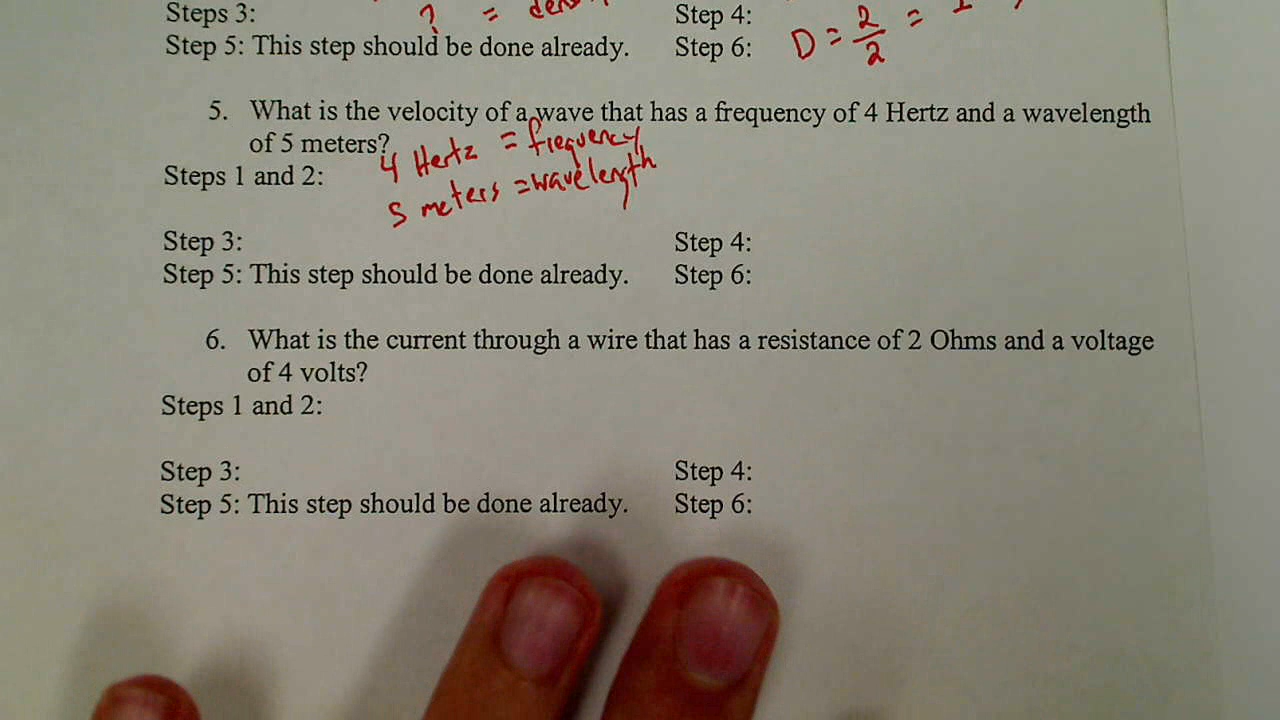 Steps 3: ? = Step 4:
Step 5: This step should be done already. Step 6: D = 2/2 =
5. What is the velocity of a wave that has a frequency of 4 Hertz and a wavelength
of 5 meters?
4 Hertz = frequency
Steps 1 and 2:
5 meters = wavelength
Step 3: Step 4:
Step 5: This step should be done already. Step 6:
6. What is the current through a wire that has a resistance of 2 Ohms and a voltage
of 4 volts?
Steps 1 and 2:
Step 3: Step 4:
Step 5: This step should be done already. Step 6: